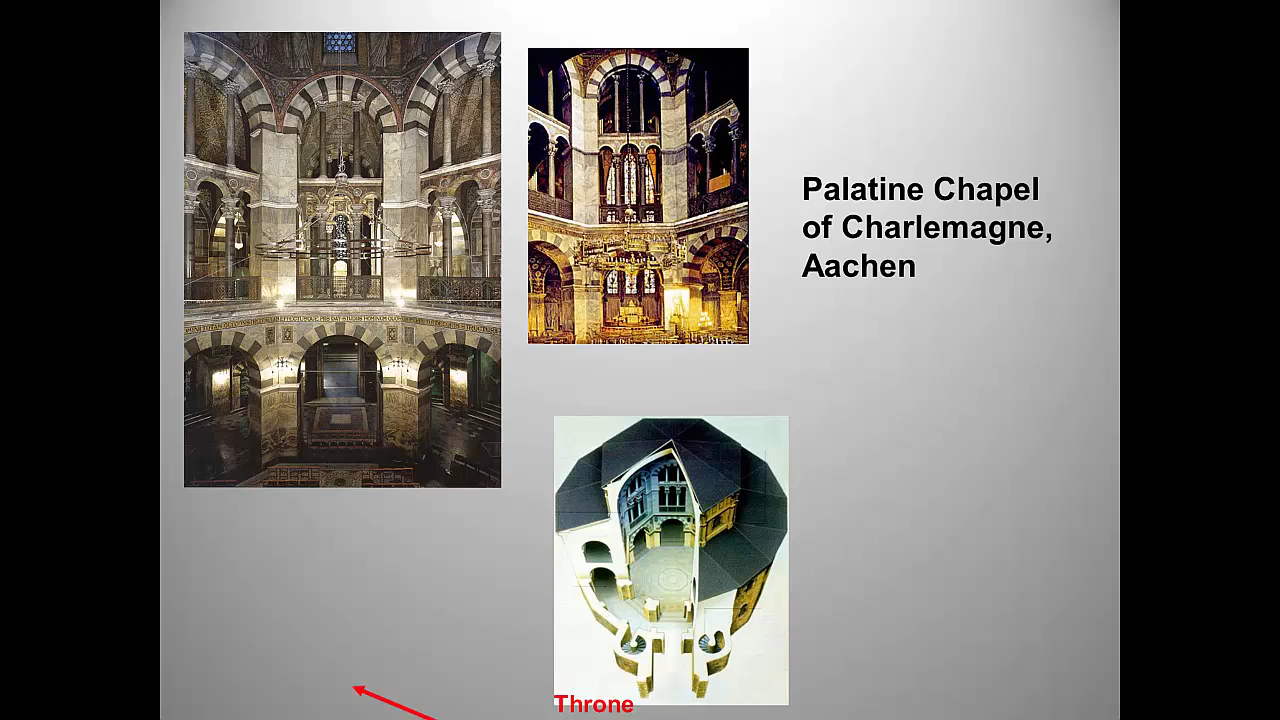 Palatine Chapel
of Charlemagne,
Aachen
Throne